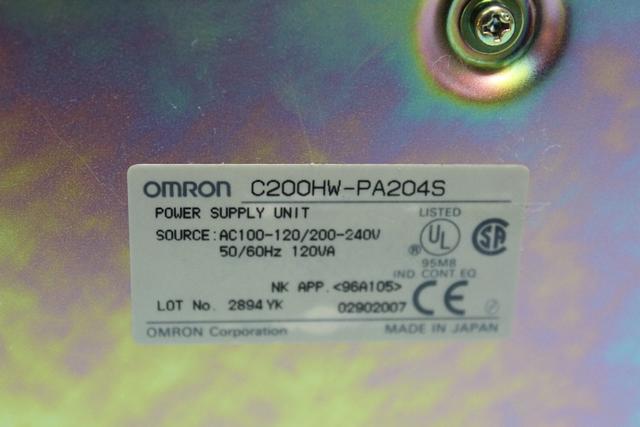 OMRON C200HW-PA204S
POWER SUPPLY UNIT
LISTED
SOURCE:AC100-120/200-240V
50/60Hz 120VA
UL ®
SA
95M8
IND. CONT. EQ
NK APP.<96A105>
CE
LOT No. 2894 YK 02902007
OMRON Corporation MADE IN JAPAN